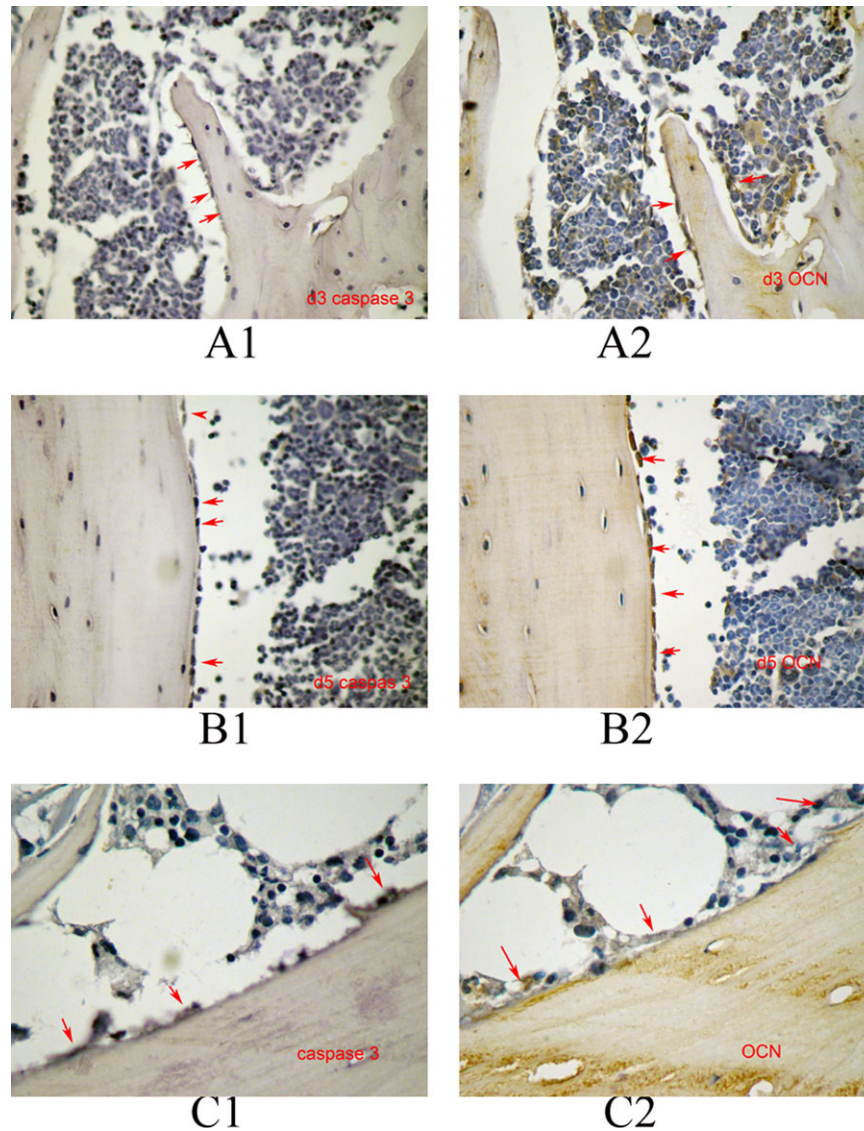 d3 caspase 3
d3 OCN
A1
A2
d5 caspas 3
d5 OCN
B1
B2
caspase 3
OCN
C1
C2